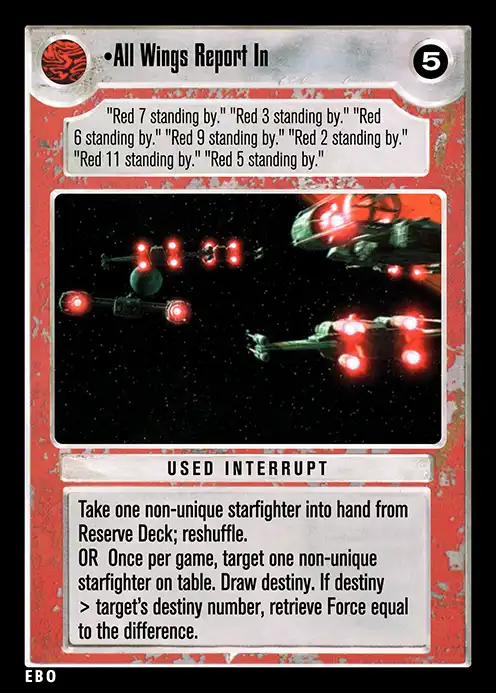 •All Wings Report In
5
"Red 7 standing by." "Red 3 standing by." "Red
6 standing by." "Red 9 standing by." "Red 2 standing by."
"Red 11 standing by." "Red 5 standing by."
USED INTERRUPT
Take one non-unique starfighter into hand from
Reserve Deck; reshuffle.
OR Once per game, target one non-unique
starfighter on table. Draw destiny. If destiny
> target's destiny number, retrieve Force equal
to the difference.
EBO